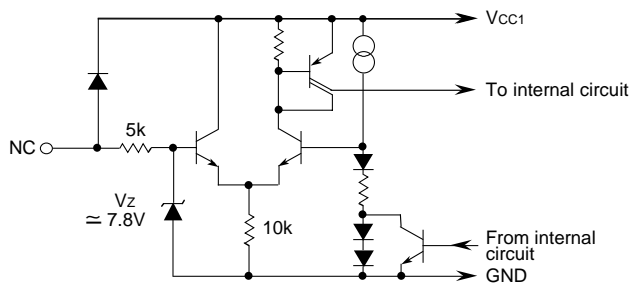 VCC1
To internal circuit
5k
NC
VZ
≃ 7.8V
10k
From internal
circuit
GND